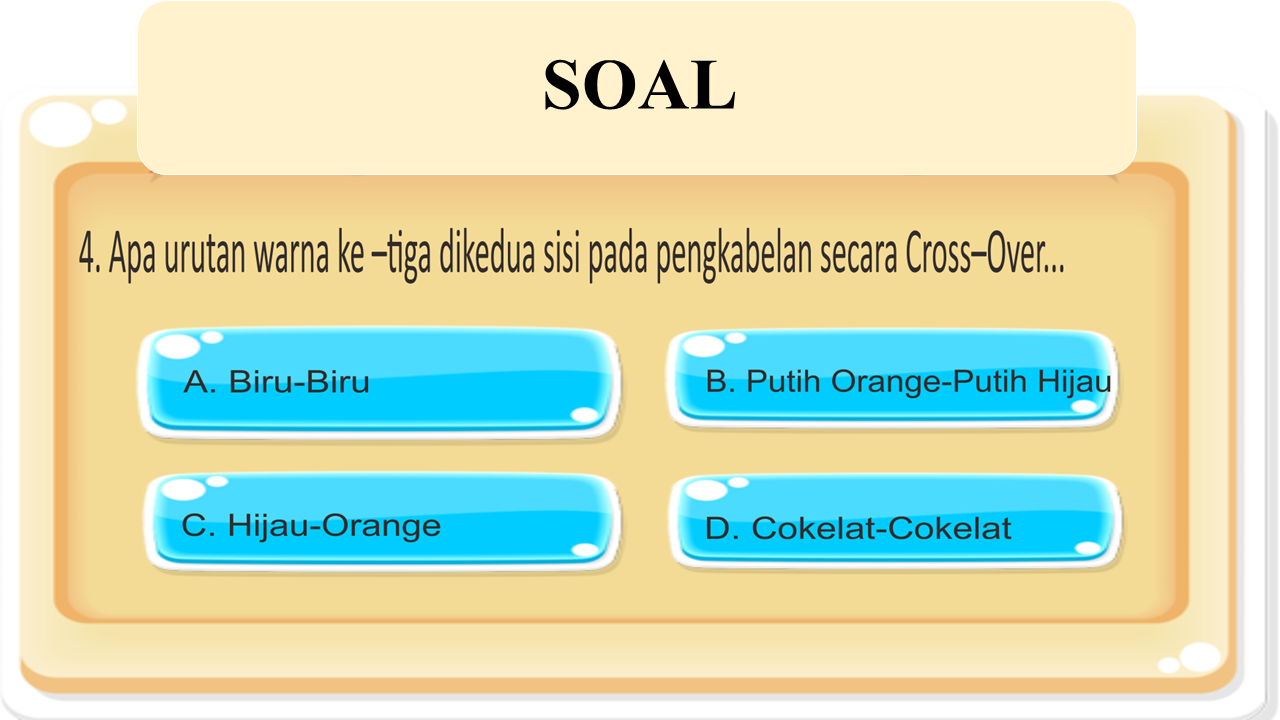 SOAL
4. Apa urutan warna ke –tiga dikedua sisi pada pengkabelan secara Cross–Over...
A. Biru-Biru
B. Putih Orange-Putih Hijau
C. Hijau-Orange
D. Cokelat-Cokelat